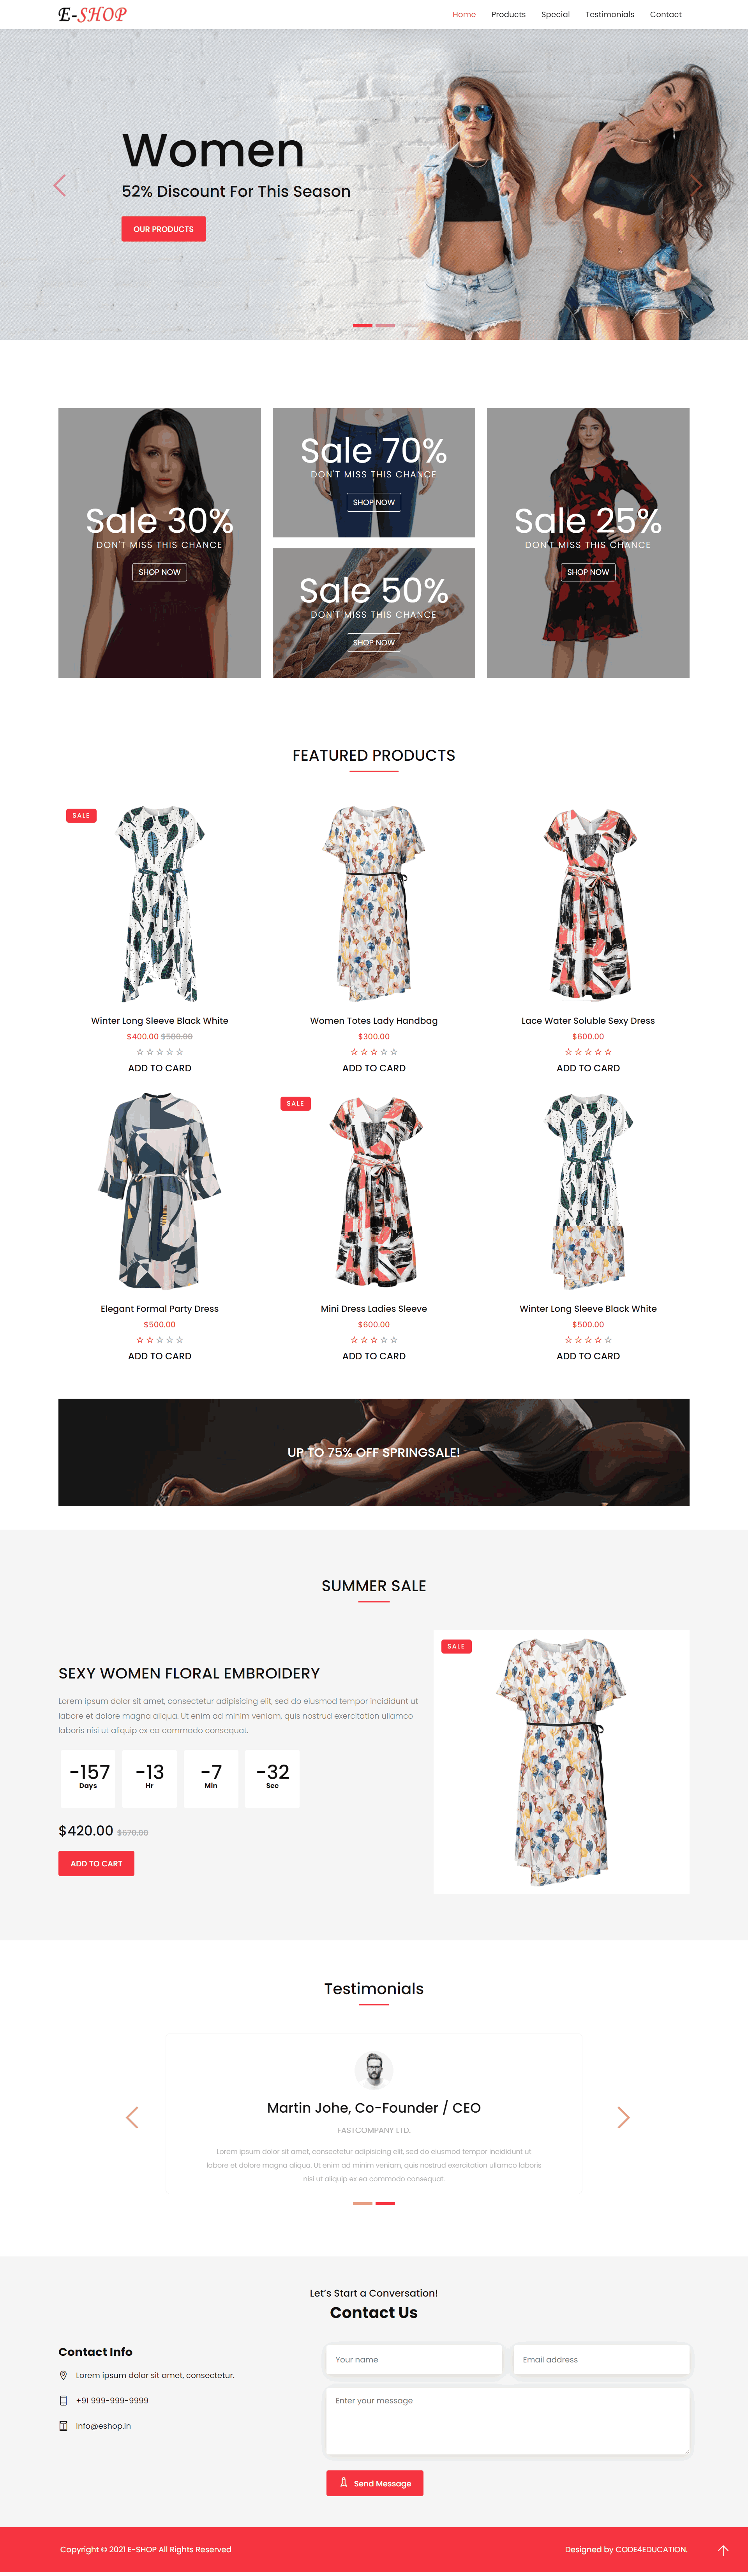 E-SHOP
Home Products Special Testimonials Contact
Women
52% Discount For This Season
OUR PRODUCTS
Sale 30%
DON'T MISS THIS CHANCE
SHOP NOW
Sale 70%
DON'T MISS THIS CHANCE
SHOP NOW
Sale 50%
DON'T MISS THIS CHANCE
SHOP NOW
Sale 25%
DON'T MISS THIS CHANCE
SHOP NOW
FEATURED PRODUCTS
SALE
Winter Long Sleeve Black White
$400.00 $580.00
ADD TO CARD
Women Totes Lady Handbag
$300.00
ADD TO CARD
Lace Water Soluble Sexy Dress
$600.00
ADD TO CARD
Elegant Formal Party Dress
$500.00
ADD TO CARD
SALE
Mini Dress Ladies Sleeve
$600.00
ADD TO CARD
Winter Long Sleeve Black White
$500.00
ADD TO CARD
UP TO 75% OFF SPRINGSALE!
SUMMER SALE
SEXY WOMEN FLORAL EMBROIDERY
Lorem ipsum dolor sit amet, consectetur adipisicing elit, sed do eiusmod tempor incididunt ut
labore et dolore magna aliqua. Ut enim ad minim veniam, quis nostrud exercitation ullamco
laboris nisi ut aliquip ex ea commodo consequat.
-157 -13 -7 -32
Days Hr Min Sec
$420.00 $670.00
ADD TO CART
SALE
Testimonials
Martin Johe, Co-Founder / CEO
FASTCOMPANY LTD.
Lorem ipsum dolor sit amet, consectetur adipisicing elit, sed do eiusmod tempor incididunt ut
labore et dolore magna aliqua. Ut enim ad minim veniam, quis nostrud exercitation ullamco laboris
nisi ut aliquip ex ea commodo consequat.
Let's Start a Conversation!
Contact Us
Contact Info
Lorem ipsum dolor sit amet, consectetur.
+91 999-999-9999
Info@eshop.in
Your name
Email address
Enter your message
Send Message
Copyright © 2021 E-SHOP All Rights Reserved
Designed by CODE4EDUCATION.